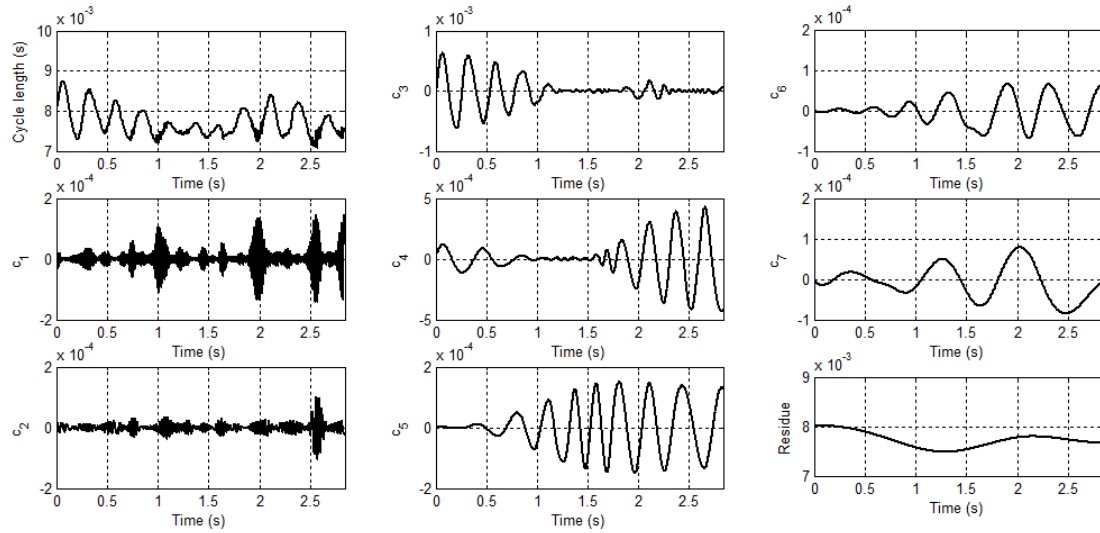 x 10⁻³
10
9
8
7
Cycle length (s)
0 0.5 1 1.5 2 2.5
Time (s)
x 10⁻³
1
0
-1
c₃
0 0.5 1 1.5 2 2.5
Time (s)
x 10⁻⁴
2
1
0
-1
c₆
0 0.5 1 1.5 2 2.5
Time (s)
x 10⁻⁴
2
0
-2
c₁
0 0.5 1 1.5 2 2.5
Time (s)
x 10⁻⁴
5
0
-5
c₄
0 0.5 1 1.5 2 2.5
Time (s)
x 10⁻⁴
2
1
0
-1
c₇
0 0.5 1 1.5 2 2.5
Time (s)
x 10⁻⁴
2
0
-2
c₂
0 0.5 1 1.5 2 2.5
Time (s)
x 10⁻⁴
2
0
-2
c₅
0 0.5 1 1.5 2 2.5
Time (s)
x 10⁻³
9
8
7
Residue
0 0.5 1 1.5 2 2.5
Time (s)